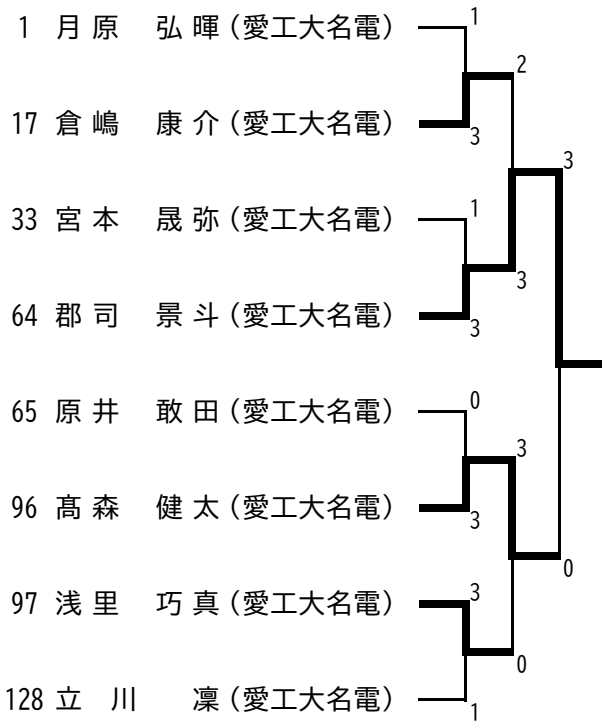 1 月原 弘暉 (愛工大名電) 1
2
17 倉嶋 康介 (愛工大名電) 3
3
33 宮本 晟弥 (愛工大名電) 1
3
64 郡司 景斗 (愛工大名電) 3
65 原井 敢田 (愛工大名電) 0
3
96 髙森 健太 (愛工大名電) 3
0
97 浅里 巧真 (愛工大名電) 3
0
128 立川 凜 (愛工大名電) 1